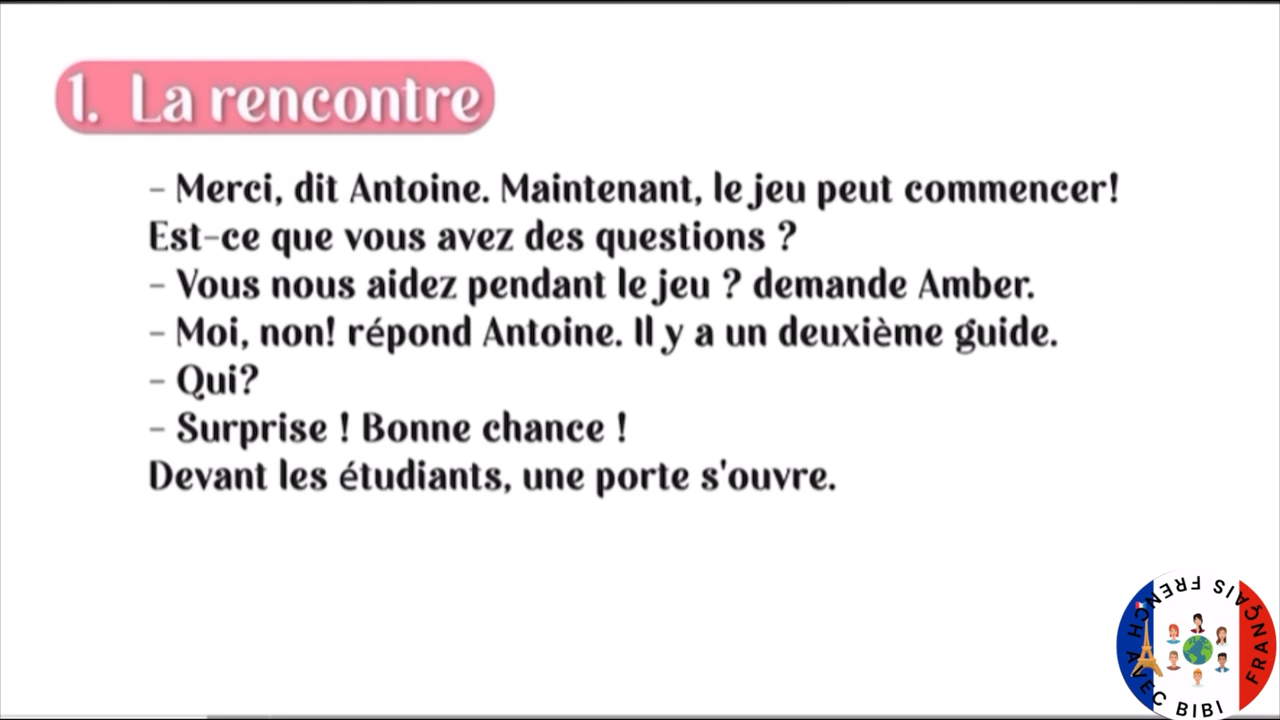 1. La rencontre
- Merci, dit Antoine. Maintenant, le jeu peut commencer!
Est-ce que vous avez des questions ?
- Vous nous aidez pendant le jeu ? demande Amber.
- Moi, non! répond Antoine. Il y a un deuxième guide.
- Qui?
- Surprise ! Bonne chance !
Devant les étudiants, une porte s'ouvre.
FRENCH AVEC BIBI
FRANÇAIS